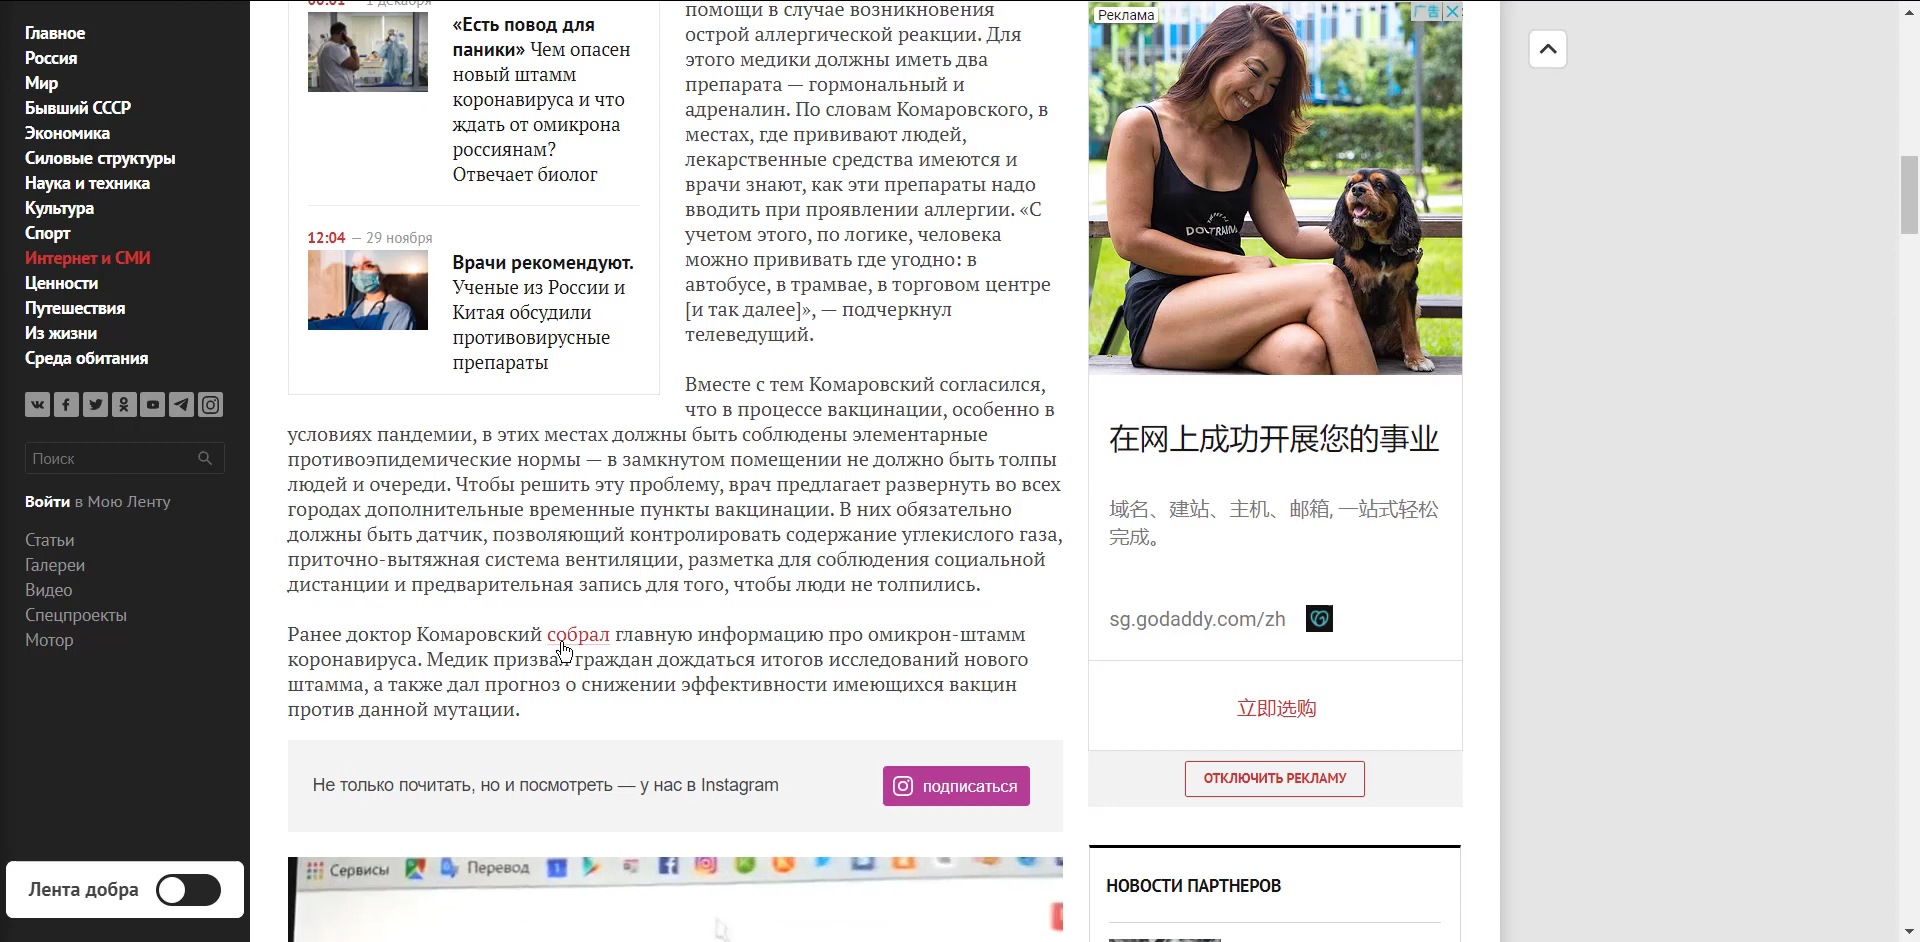 Главное
Россия
Мир
Бывший СССР
Экономика
Силовые структуры
Наука и техника
Культура
Спорт
Интернет и СМИ
Ценности
Путешествия
Из жизни
Среда обитания
Поиск
Войти в Мою Ленту
Статьи
Галереи
Видео
Спецпроекты
Мотор
Лента добра
00:01 — 1 декабря
«Есть повод для
паники» Чем опасен
новый штамм
коронавируса и что
ждать от омикрона
россиянам?
Отвечает биолог
12:04 — 29 ноября
Врачи рекомендуют.
Ученые из России и
Китая обсудили
противовирусные
препараты
помощи в случае возникновения
острой аллергической реакции. Для
этого медики должны иметь два
препарата — гормональный и
адреналин. По словам Комаровского, в
местах, где прививают людей,
лекарственные средства имеются и
врачи знают, как эти препараты надо
вводить при проявлении аллергии. «С
учетом этого, по логике, человека
можно прививать где угодно: в
автобусе, в трамвае, в торговом центре
[и так далее]», — подчеркнул
телеведущий.
Вместе с тем Комаровский согласился,
что в процессе вакцинации, особенно в
условиях пандемии, в этих местах должны быть соблюдены элементарные
противоэпидемические нормы — в замкнутом помещении не должно быть толпы
людей и очереди. Чтобы решить эту проблему, врач предлагает развернуть во всех
городах дополнительные временные пункты вакцинации. В них обязательно
должны быть датчик, позволяющий контролировать содержание углекислого газа,
приточно-вытяжная система вентиляции, разметка для соблюдения социальной
дистанции и предварительная запись для того, чтобы люди не толпились.
Ранее доктор Комаровский собрал главную информацию про омикрон-штамм
коронавируса. Медик призвал граждан дождаться итогов исследований нового
штамма, а также дал прогноз о снижении эффективности имеющихся вакцин
против данной мутации.
Не только почитать, но и посмотреть — у нас в Instagram
подписаться
Сервисы
Перевод
Реклама
广告
在网上成功开展您的事业
域名、建站、主机、邮箱, 一站式轻松
完成。
sg.godaddy.com/zh
立即选购
ОТКЛЮЧИТЬ РЕКЛАМУ
НОВОСТИ ПАРТНЕРОВ